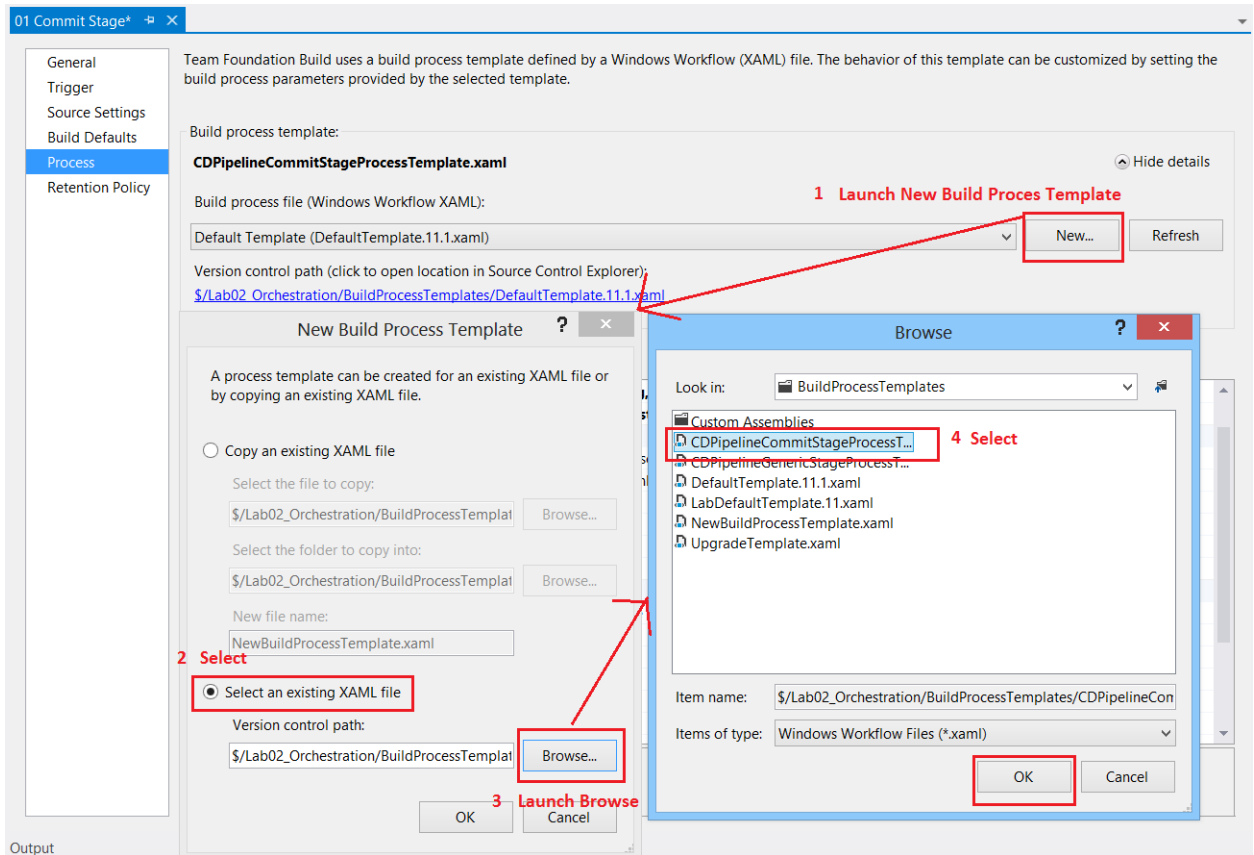 01 Commit Stage*
General
Trigger
Source Settings
Build Defaults
Process
Retention Policy
Team Foundation Build uses a build process template defined by a Windows Workflow (XAML) file. The behavior of this template can be customized by setting the
build process parameters provided by the selected template.
Build process template:
CDPipelineCommitStageProcessTemplate.xaml
Hide details
1 Launch New Build Proces Template
Build process file (Windows Workflow XAML):
Default Template (DefaultTemplate.11.1.xaml)
New...
Refresh
Version control path (click to open location in Source Control Explorer):
$/Lab02_Orchestration/BuildProcessTemplates/DefaultTemplate.11.1.xaml
New Build Process Template
?
A process template can be created for an existing XAML file or
by copying an existing XAML file.
Copy an existing XAML file
Select the file to copy:
$/Lab02_Orchestration/BuildProcessTemplat
Browse...
Select the folder to copy into:
$/Lab02_Orchestration/BuildProcessTemplat
Browse...
New file name:
NewBuildProcessTemplate.xaml
2 Select
Select an existing XAML file
Version control path:
$/Lab02_Orchestration/BuildProcessTemplat
Browse...
3 Launch Browse
OK
Cancel
Browse
?
Look in:
BuildProcessTemplates
Custom Assemblies
CDPipelineCommitStageProcessT...
4 Select
CDPipelineGenericStageProcessT...
DefaultTemplate.11.1.xaml
LabDefaultTemplate.11.xaml
NewBuildProcessTemplate.xaml
UpgradeTemplate.xaml
Item name:
$/Lab02_Orchestration/BuildProcessTemplates/CDPipelineCom
Items of type:
Windows Workflow Files (*.xaml)
OK
Cancel
Output